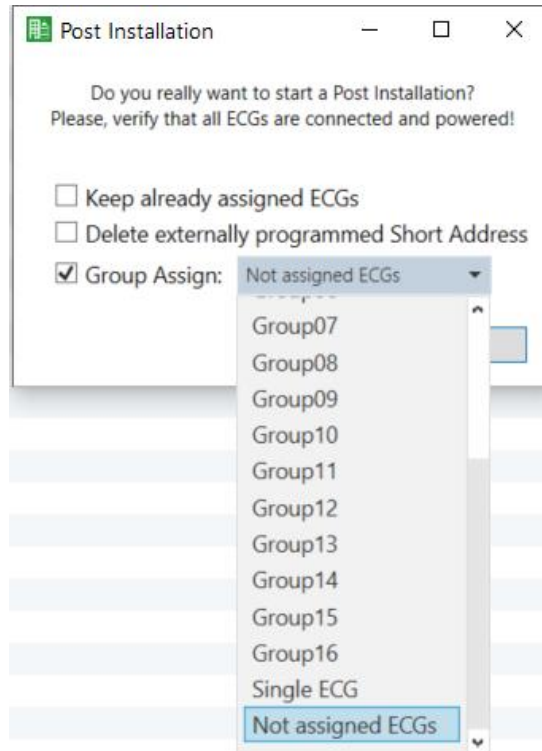 Post Installation
Do you really want to start a Post Installation?
Please, verify that all ECGs are connected and powered!
Keep already assigned ECGs
Delete externally programmed Short Address
Group Assign: Not assigned ECGs
Group07
Group08
Group09
Group10
Group11
Group12
Group13
Group14
Group15
Group16
Single ECG
Not assigned ECGs